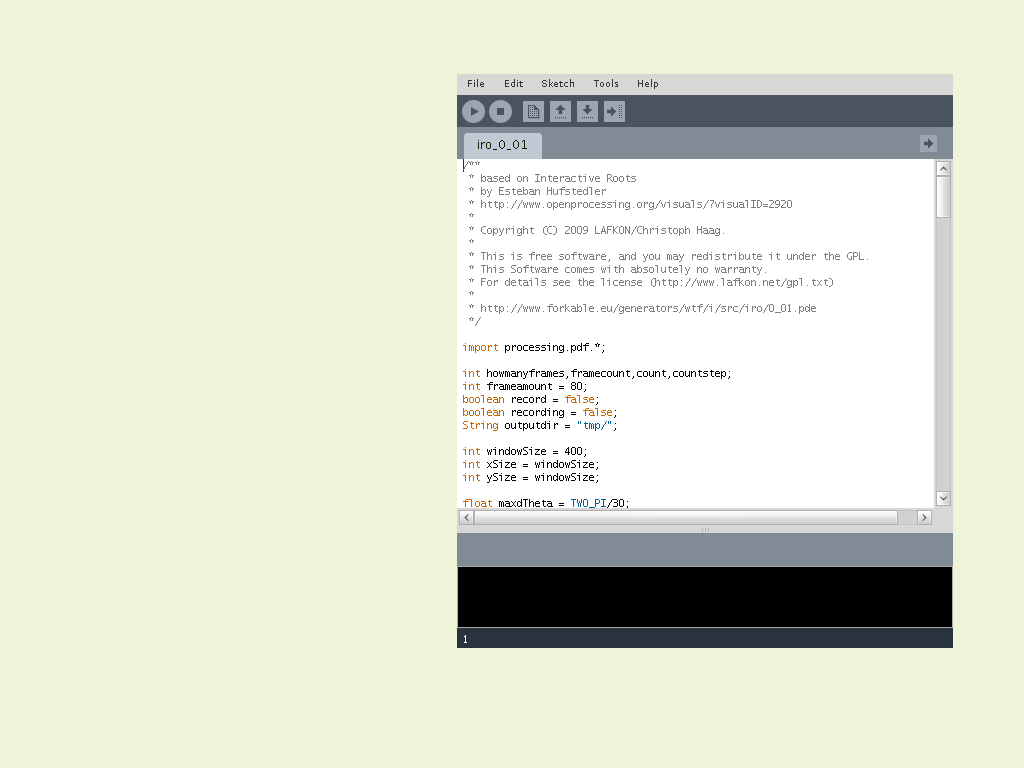 File Edit Sketch Tools Help
iro_0_01
/**
* based on Interactive Roots
* by Esteban Hufstedler
* http://www.openprocessing.org/visuals/?visualID=2920
*
* Copyright (C) 2009 LAFKON/Christoph Haag.
*
* This is free software, and you may redistribute it under the GPL.
* This Software comes with absolutely no warranty.
* For details see the license (http://www.lafkon.net/gpl.txt)
*
* http://www.forkable.eu/generators/wtf/i/src/iro/0_01.pde
*/
import processing.pdf.*;
int howmanyframes,framecount,count,countstep;
int frameamount = 80;
boolean record = false;
boolean recording = false;
String outputdir = "tmp/";
int windowSize = 400;
int xSize = windowSize;
int ySize = windowSize;
float maxdTheta = TWO_PI/30;
1